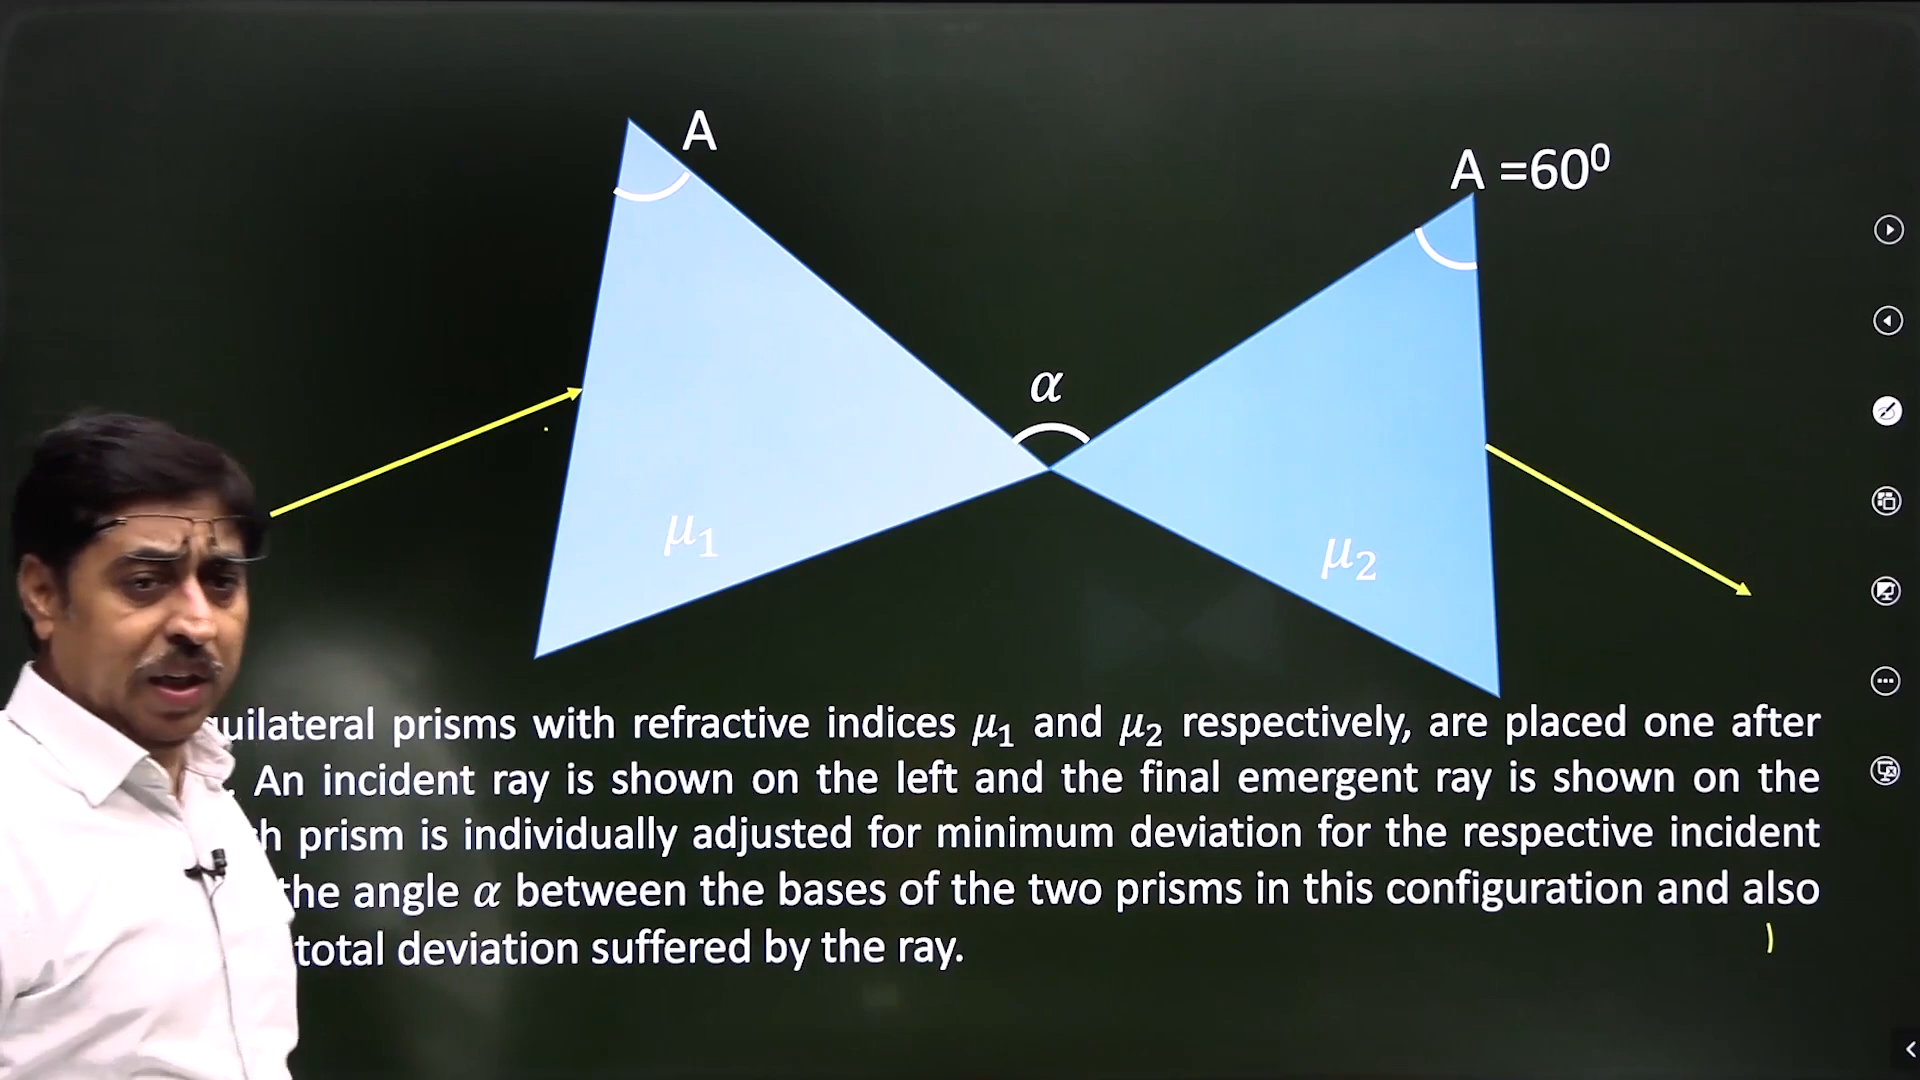 A
A =60⁰
α
μ₁
μ₂
quilateral prisms with refractive indices μ₁ and μ₂ respectively, are placed one after
. An incident ray is shown on the left and the final emergent ray is shown on the
h prism is individually adjusted for minimum deviation for the respective incident
the angle α between the bases of the two prisms in this configuration and also
total deviation suffered by the ray.